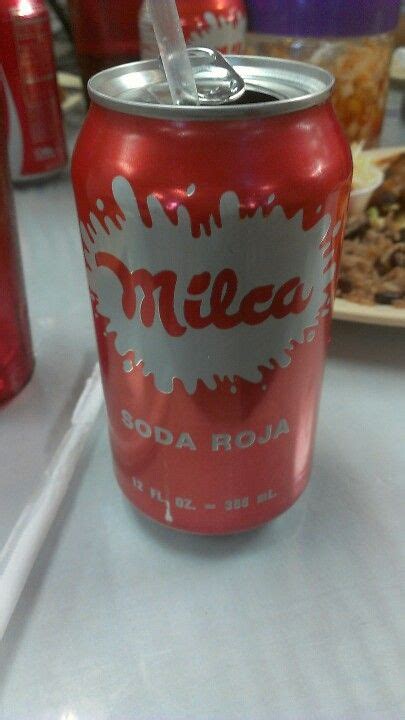 Milca
SODA ROJA
12 FL. OZ. = 355 ML.